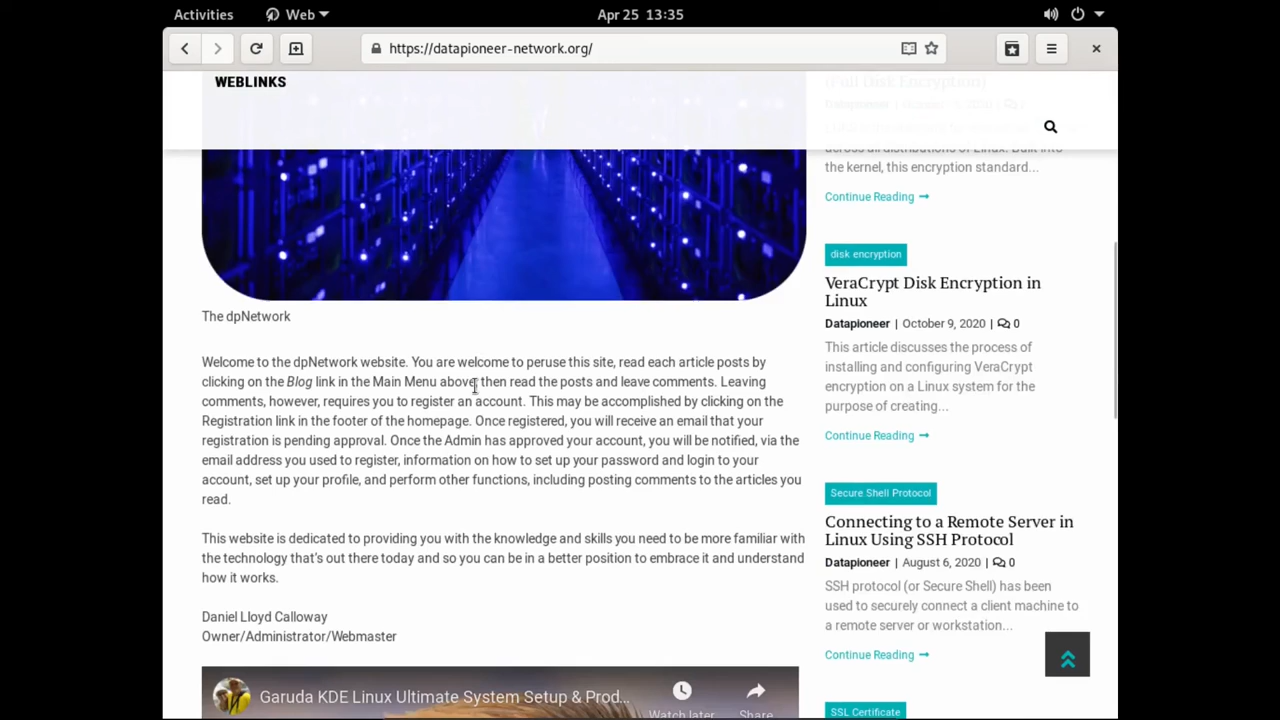 Activities
Web
Apr 25 13:35
https://datapioneer-network.org/
WEBLINKS
(Full Disk Encryption)
across all distributions of Linux. Built into
the kernel, this encryption standard...
Continue Reading
The dpNetwork
Welcome to the dpNetwork website. You are welcome to peruse this site, read each article posts by
clicking on the Blog link in the Main Menu above then read the posts and leave comments. Leaving
comments, however, requires you to register an account. This may be accomplished by clicking on the
Registration link in the footer of the homepage. Once registered, you will receive an email that your
registration is pending approval. Once the Admin has approved your account, you will be notified, via the
email address you used to register, information on how to set up your password and login to your
account, set up your profile, and perform other functions, including posting comments to the articles you
read.
This website is dedicated to providing you with the knowledge and skills you need to be more familiar with
the technology that's out there today and so you can be in a better position to embrace it and understand
how it works.
Daniel Lloyd Calloway
Owner/Administrator/Webmaster
Garuda KDE Linux Ultimate System Setup & Prod...
Watch later
Share
disk encryption
VeraCrypt Disk Encryption in
Linux
Datapioneer | October 9, 2020 | 0
This article discusses the process of
installing and configuring VeraCrypt
encryption on a Linux system for the
purpose of creating...
Continue Reading
Secure Shell Protocol
Connecting to a Remote Server in
Linux Using SSH Protocol
Datapioneer | August 6, 2020 | 0
SSH protocol (or Secure Shell) has been
used to securely connect a client machine to
a remote server or workstation...
Continue Reading
SSL Certificate